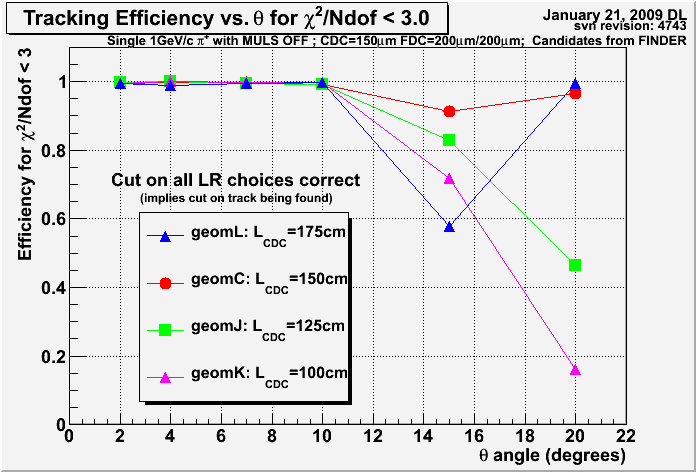 Tracking Efficiency vs. θ for χ²/Ndof < 3.0
January 21, 2009 DL
svn revision: 4743
Single 1GeV/c π⁺ with MULS OFF ; CDC=150μm FDC=200μm/200μm; Candidates from FINDER
Efficiency for χ²/Ndof < 3
1
0.8
0.6
0.4
0.2
0
Cut on all LR choices correct
(implies cut on track being found)
geomL: L_CDC=175cm
geomC: L_CDC=150cm
geomJ: L_CDC=125cm
geomK: L_CDC=100cm
0 2 4 6 8 10 12 14 16 18 20 22
θ angle (degrees)